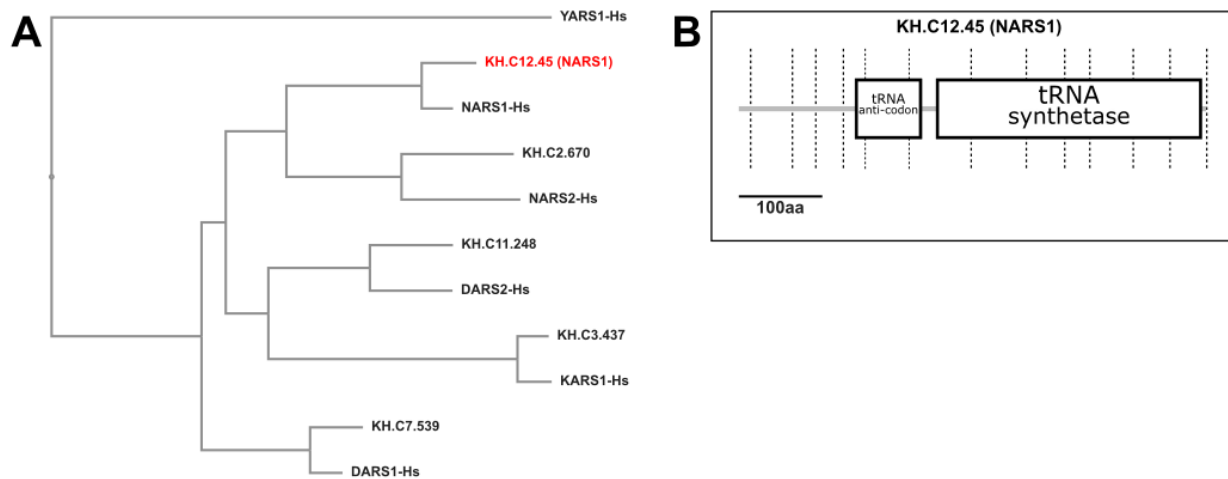 A
YARS1-Hs
KH.C12.45 (NARS1)
NARS1-Hs
KH.C2.670
NARS2-Hs
KH.C11.248
DARS2-Hs
KH.C3.437
KARS1-Hs
KH.C7.539
DARS1-Hs
B
KH.C12.45 (NARS1)
tRNA
anti-codon
tRNA
synthetase
100aa